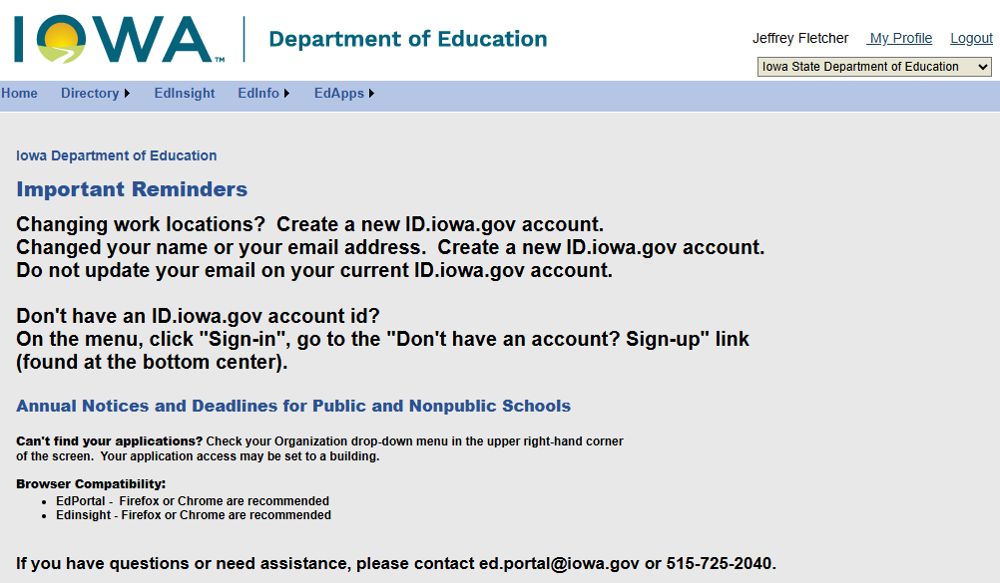 IOWA™ Department of Education
Jeffrey Fletcher My Profile Logout
Iowa State Department of Education
Home Directory EdInsight EdInfo EdApps
Iowa Department of Education
Important Reminders
Changing work locations?  Create a new ID.iowa.gov account.
Changed your name or your email address.  Create a new ID.iowa.gov account.
Do not update your email on your current ID.iowa.gov account.
Don't have an ID.iowa.gov account id?
On the menu, click "Sign-in", go to the "Don't have an account? Sign-up" link
(found at the bottom center).
Annual Notices and Deadlines for Public and Nonpublic Schools
Can't find your applications? Check your Organization drop-down menu in the upper right-hand corner
of the screen.  Your application access may be set to a building.
Browser Compatibility:
• EdPortal -  Firefox or Chrome are recommended
• Edinsight - Firefox or Chrome are recommended
If you have questions or need assistance, please contact ed.portal@iowa.gov or 515-725-2040.